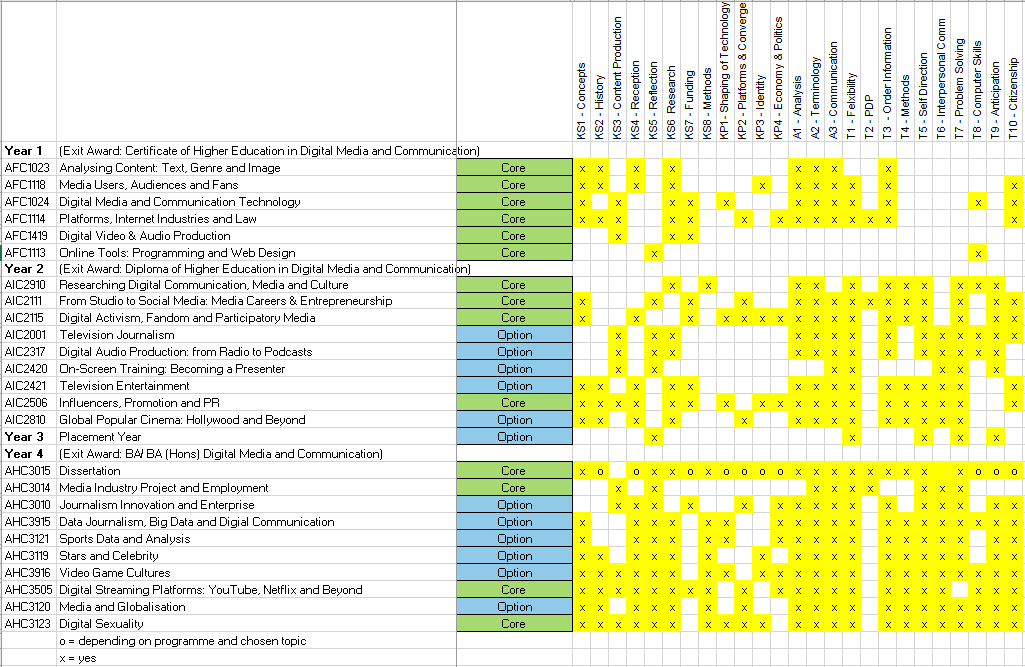 KS1 - Concepts
KS2 - History
KS3 - Content Production
KS4 - Reception
KS5 - Reflection
KS6 Research
KS7 - Funding
KS8 - Methods
KP1 - Shaping of Technology
KP2 - Platforms & Converge
KP3 - Identity
KP4 - Economy & Politics
A1 - Analysis
A2 - Terminology
A3 - Communication
T1 - Felxibility
T2 - PDP
T3 - Order Information
T4 - Methods
T5 - Self Direction
T6 - Interpersonal Comm
T7 - Problem Solving
T8 - Computer Skills
T9 - Anticipation
T10 - Citizenship
Year 1 (Exit Award: Certificate of Higher Education in Digital Media and Communication)
AFC1023 Analysing Content: Text, Genre and Image Core x x x x x x x x
AFC1118 Media Users, Audiences and Fans Core x x x x x x x x x x x
AFC1024 Digital Media and Communication Technology Core x x x x x x x x x x x x
AFC1114 Platforms, Internet Industries and Law Core x x x x x x x x x x x x x x
AFC1419 Digital Video & Audio Production Core x x x
AFC1113 Online Tools: Programming and Web Design Core x x
Year 2 (Exit Award: Diploma of Higher Education in Digital Media and Communication)
AIC2910 Researching Digital Communication, Media and Culture Core x x x x x x x x x x x
AIC2111 From Studio to Social Media: Media Careers & Entrepreneurship Core x x x x x x x x x x x x x x x
AIC2115 Digital Activism, Fandom and Participatory Media Core x x x x x x x x x x x x x x x x x x
AIC2001 Television Journalism Option x x x x x x x x x x x x x
AIC2317 Digital Audio Production: from Radio to Podcasts Option x x x x x x x x x x x x x
AIC2420 On-Screen Training: Becoming a Presenter Option x x x x x x x
AIC2421 Television Entertainment Option x x x x x x x x x x x x x x x x
AIC2506 Influencers, Promotion and PR Core x x x x x x x x x x x x x x x x x x x
AIC2810 Global Popular Cinema: Hollywood and Beyond Option x x x x x x x x x x x x x x
Year 3 Placement Year Option x x x x x
Year 4 (Exit Award: BA/ BA (Hons) Digital Media and Communication)
AHC3015 Dissertation Core x o o x x o x o o o o x x x x x x x x x o o o
AHC3014 Media Industry Project and Employment Core x x x x x x x x x
AHC3010 Journalism Innovation and Enterprise Option x x x x x x x x x x x x x x x x x
AHC3915 Data Journalism, Big Data and Digial Communication Option x x x x x x x x x x x x x x x x x x x
AHC3121 Sports Data and Analysis Option x x x x x x x x x x x x x x x x x x
AHC3119 Stars and Celebrity Option x x x x x x x x x x x x x x x x x x
AHC3916 Video Game Cultures Option x x x x x x x x x x x x x x x x x x x x x x
AHC3505 Digital Streaming Platforms: YouTube, Netflix and Beyond Core x x x x x x x x x x x x x x x x x x x x x
AHC3120 Media and Globalisation Option x x x x x x x x x x x x x x x x x x x
AHC3123 Digital Sexuality Core x x x x x x x x x x x x x x x x x x x x x x
o = depending on programme and chosen topic
x = yes